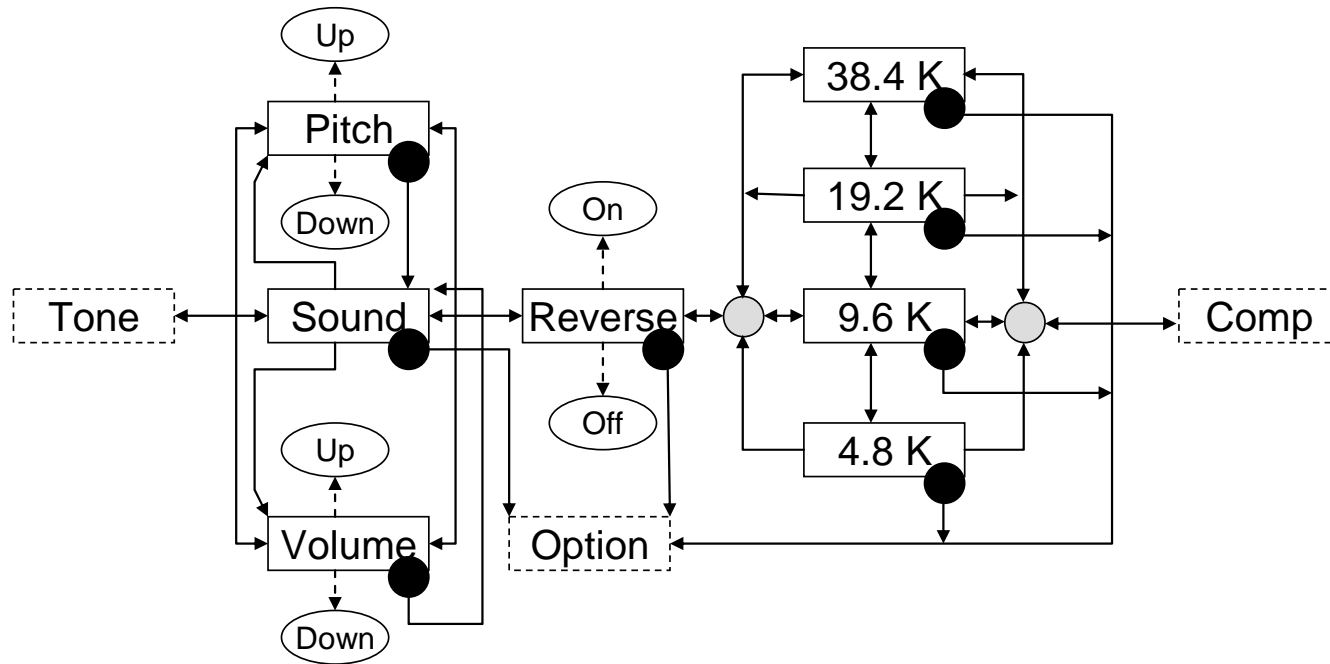 Up
Pitch
Down
Tone
Sound
Up
Volume
Down
On
Reverse
Off
Option
38.4 K
19.2 K
9.6 K
4.8 K
Comp